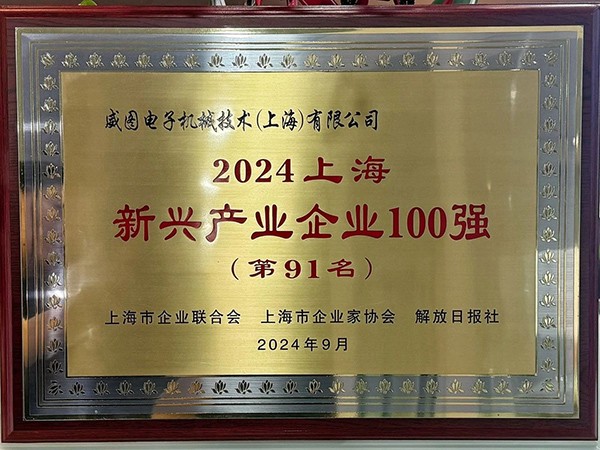 威图电子机械技术(上海)有限公司
2024上海
新兴产业企业100强
(第91名)
上海市企业联合会 上海市企业家协会 解放日报社
2024年9月